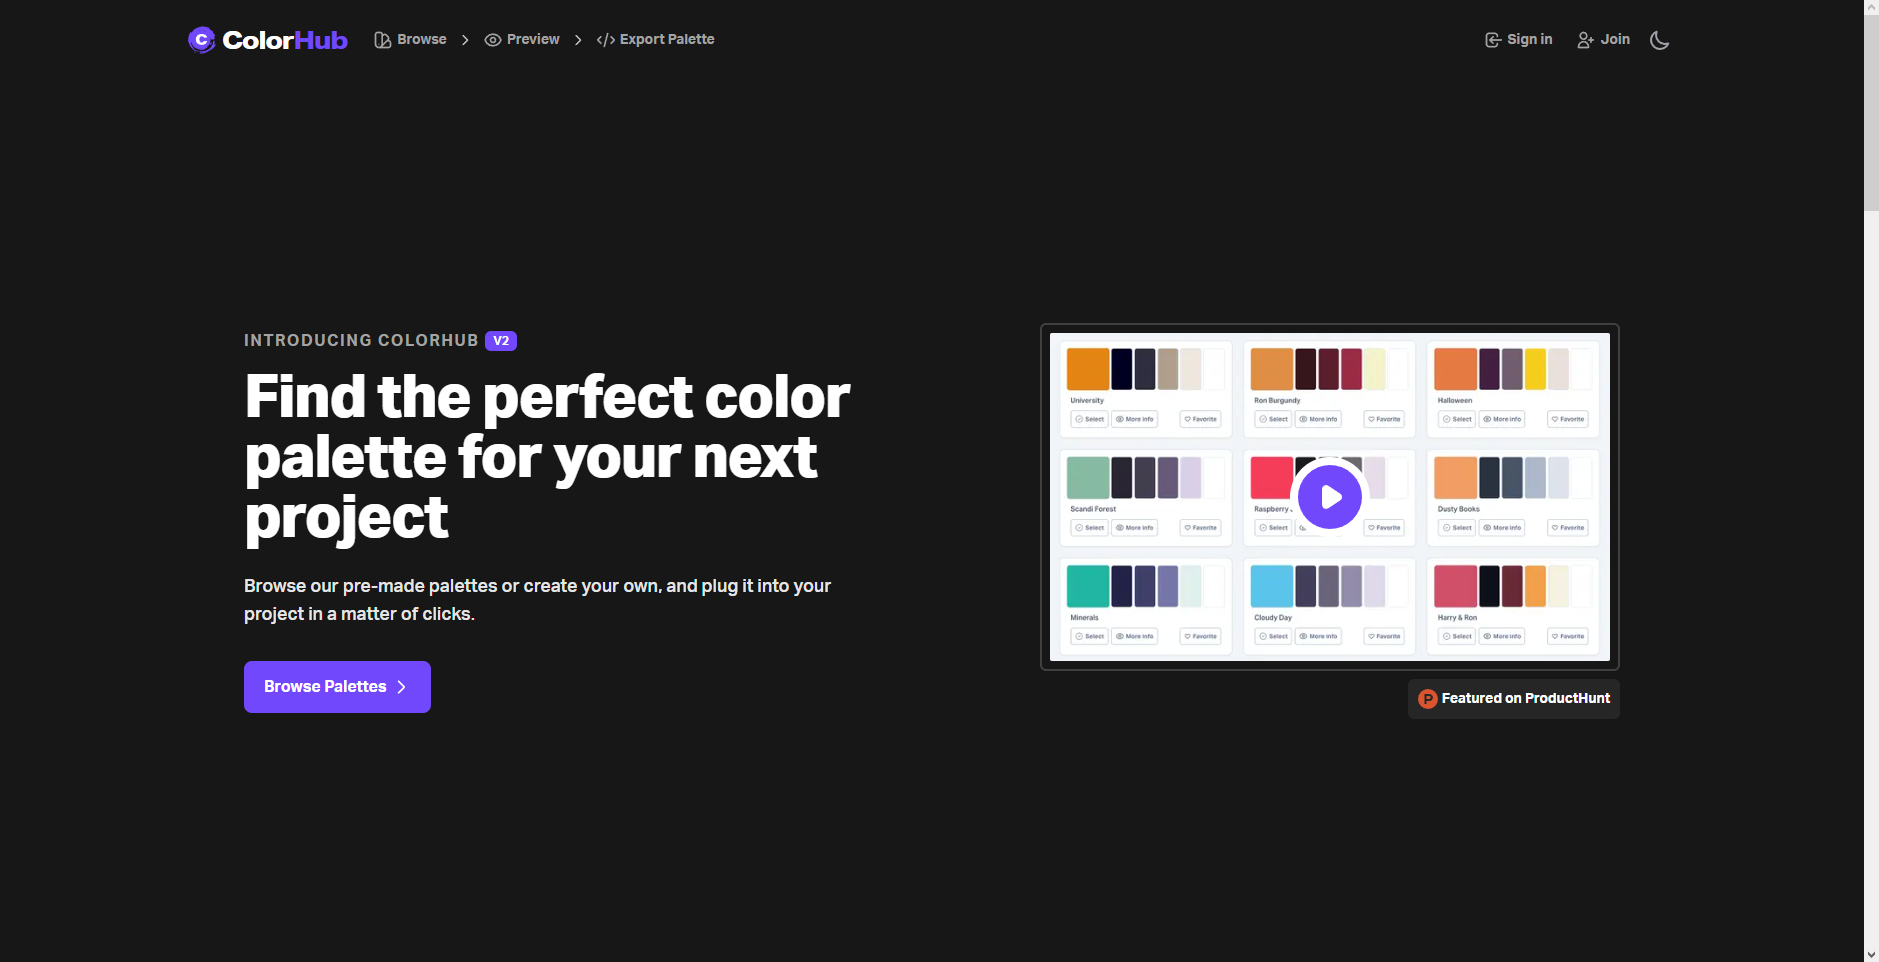 ColorHub Browse Preview </> Export Palette Sign in Join
INTRODUCING COLORHUB V2
Find the perfect color
palette for your next
project
Browse our pre-made palettes or create your own, and plug it into your
project in a matter of clicks.
Browse Palettes
University Ron Burgundy Halloween
Select More info Favorite Select More info Favorite Select More info Favorite
Scandi Forest Raspberry Dusty Books
Select More info Favorite Select Favorite Select More info Favorite
Minerals Cloudy Day Harry & Ron
Select More info Favorite Select More info Favorite Select More info Favorite
P Featured on ProductHunt